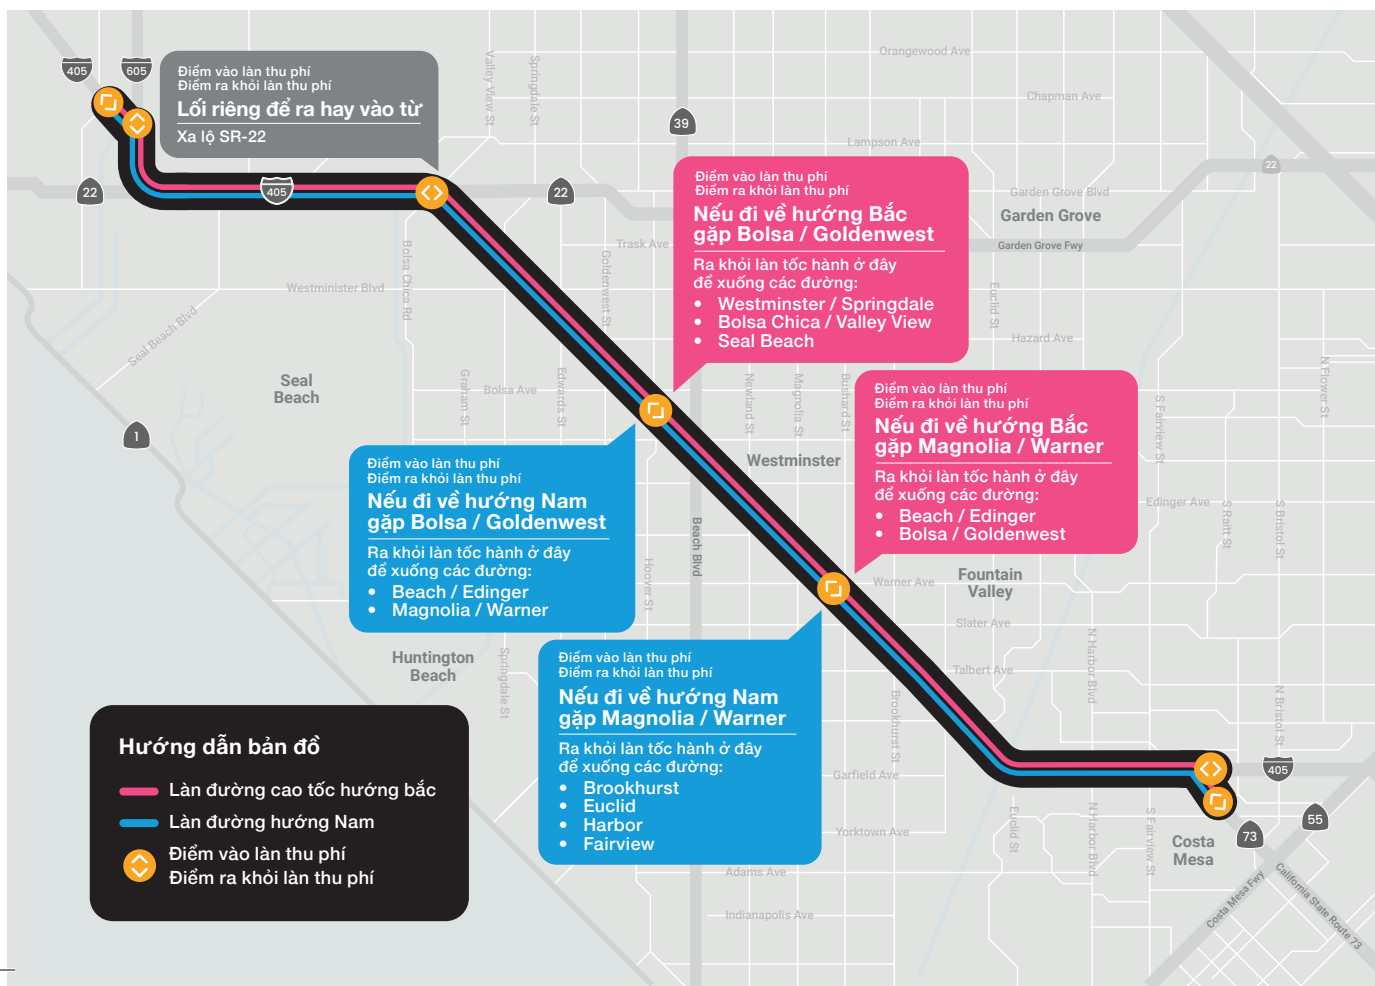 405
605
Điểm vào làn thu phí
Điểm ra khỏi làn thu phí
Lối riêng để ra hay vào từ
Xa lộ SR-22
Valley View St
Springdale St
Orangewood Ave
Chapman Ave
39
Lampson Ave
22
22
405
22
Garden Grove Blvd
Garden Grove
Garden Grove Fwy
Trask Ave
Điểm vào làn thu phí
Điểm ra khỏi làn thu phí
Nếu đi về hướng Bắc
gặp Bolsa / Goldenwest
Ra khỏi làn tốc hành ở đây
để xuống các đường:
• Westminster / Springdale
• Bolsa Chica / Valley View
• Seal Beach
Bolsa Chica Rd
Goldenwest St
Westminister Blvd
Seal Beach Blvd
Euclid St
Hazard Ave
N Flower St
Seal
Beach
Graham St
Bolsa Ave
Edwards St
Newland St
Magnolia St
Bushard St
1
Westminster
Điểm vào làn thu phí
Điểm ra khỏi làn thu phí
Nếu đi về hướng Bắc
gặp Magnolia / Warner
Ra khỏi làn tốc hành ở đây
để xuống các đường:
• Beach / Edinger
• Bolsa / Goldenwest
S Fairview St
Edinger Ave
S Raitt St
S Bristol St
Điểm vào làn thu phí
Điểm ra khỏi làn thu phí
Nếu đi về hướng Nam
gặp Bolsa / Goldenwest
Ra khỏi làn tốc hành ở đây
để xuống các đường:
• Beach / Edinger
• Magnolia / Warner
Hoover St
Beach Blvd
Warner Ave
Fountain
Valley
Slater Ave
Talbert Ave
N Harbor Blvd
N Bristol St
Huntington
Beach
Springdale St
Điểm vào làn thu phí
Điểm ra khỏi làn thu phí
Nếu đi về hướng Nam
gặp Magnolia / Warner
Ra khỏi làn tốc hành ở đây
để xuống các đường:
• Brookhurst
• Euclid
• Harbor
• Fairview
Brookhurst St
Garfield Ave
Yorktown Ave
Adams Ave
Indianapolis Ave
Euclid St
N Harbor Blvd
S Fairview St
405
55
73
Costa
Mesa
Costa Mesa Fwy
California State Route 73
Hướng dẫn bản đồ
Làn đường cao tốc hướng bắc
Làn đường hướng Nam
Điểm vào làn thu phí
Điểm ra khỏi làn thu phí